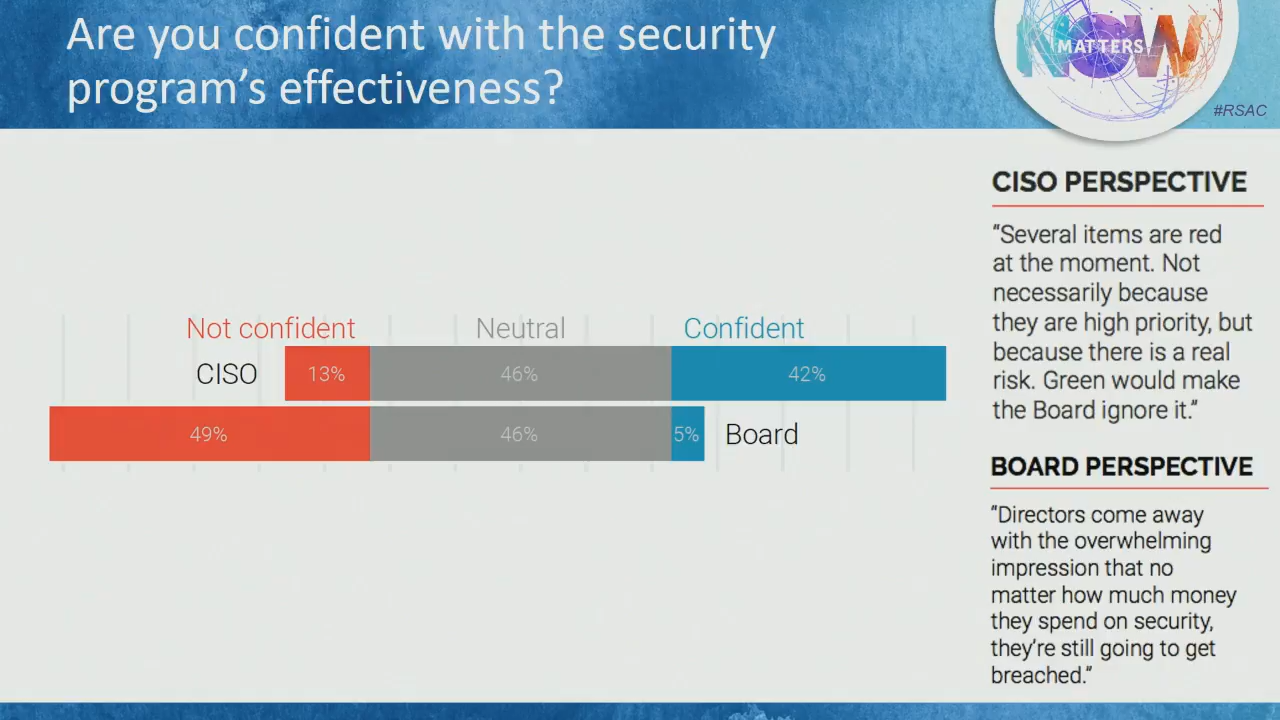 Are you confident with the security
program's effectiveness?
NOW
MATTERS
#RSAC
Not confident
Neutral
Confident
CISO
13%
46%
42%
49%
46%
5%
Board
CISO PERSPECTIVE
“Several items are red
at the moment. Not
necessarily because
they are high priority, but
because there is a real
risk. Green would make
the Board ignore it.”
BOARD PERSPECTIVE
“Directors come away
with the overwhelming
impression that no
matter how much money
they spend on security,
they’re still going to get
breached.”